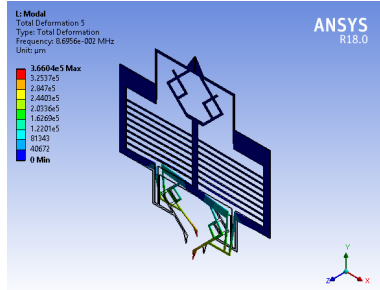 L: Modal
Total Deformation 5
Type: Total Deformation
Frequency: 8.6956e-002 MHz
Unit: µm
3.6604e5 Max
3.2537e5
2.847e5
2.4403e5
2.0336e5
1.6269e5
1.2201e5
81343
40672
0 Min
ANSYS
R18.0
Y
Z
X